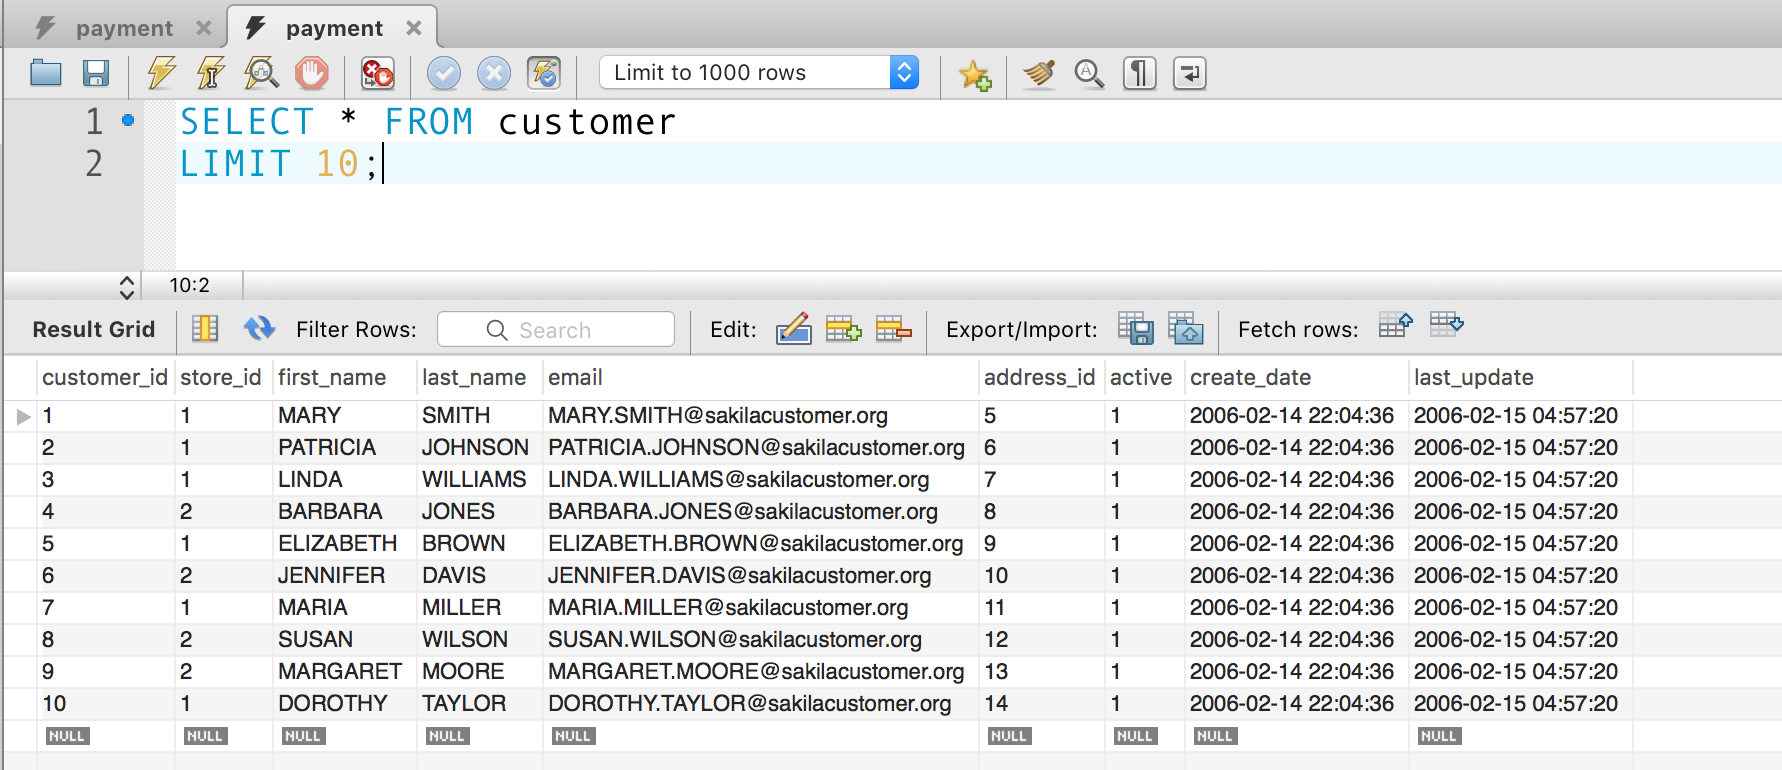 payment payment
Limit to 1000 rows
1 SELECT * FROM customer
2 LIMIT 10;
10:2
Result Grid Filter Rows: Search Edit: Export/Import: Fetch rows:
customer_id store_id first_name last_name email address_id active create_date last_update
1 1 MARY SMITH MARY.SMITH@sakilacustomer.org 5 1 2006-02-14 22:04:36 2006-02-15 04:57:20
2 1 PATRICIA JOHNSON PATRICIA.JOHNSON@sakilacustomer.org 6 1 2006-02-14 22:04:36 2006-02-15 04:57:20
3 1 LINDA WILLIAMS LINDA.WILLIAMS@sakilacustomer.org 7 1 2006-02-14 22:04:36 2006-02-15 04:57:20
4 2 BARBARA JONES BARBARA.JONES@sakilacustomer.org 8 1 2006-02-14 22:04:36 2006-02-15 04:57:20
5 1 ELIZABETH BROWN ELIZABETH.BROWN@sakilacustomer.org 9 1 2006-02-14 22:04:36 2006-02-15 04:57:20
6 2 JENNIFER DAVIS JENNIFER.DAVIS@sakilacustomer.org 10 1 2006-02-14 22:04:36 2006-02-15 04:57:20
7 1 MARIA MILLER MARIA.MILLER@sakilacustomer.org 11 1 2006-02-14 22:04:36 2006-02-15 04:57:20
8 2 SUSAN WILSON SUSAN.WILSON@sakilacustomer.org 12 1 2006-02-14 22:04:36 2006-02-15 04:57:20
9 2 MARGARET MOORE MARGARET.MOORE@sakilacustomer.org 13 1 2006-02-14 22:04:36 2006-02-15 04:57:20
10 1 DOROTHY TAYLOR DOROTHY.TAYLOR@sakilacustomer.org 14 1 2006-02-14 22:04:36 2006-02-15 04:57:20
NULL NULL NULL NULL NULL NULL NULL NULL NULL